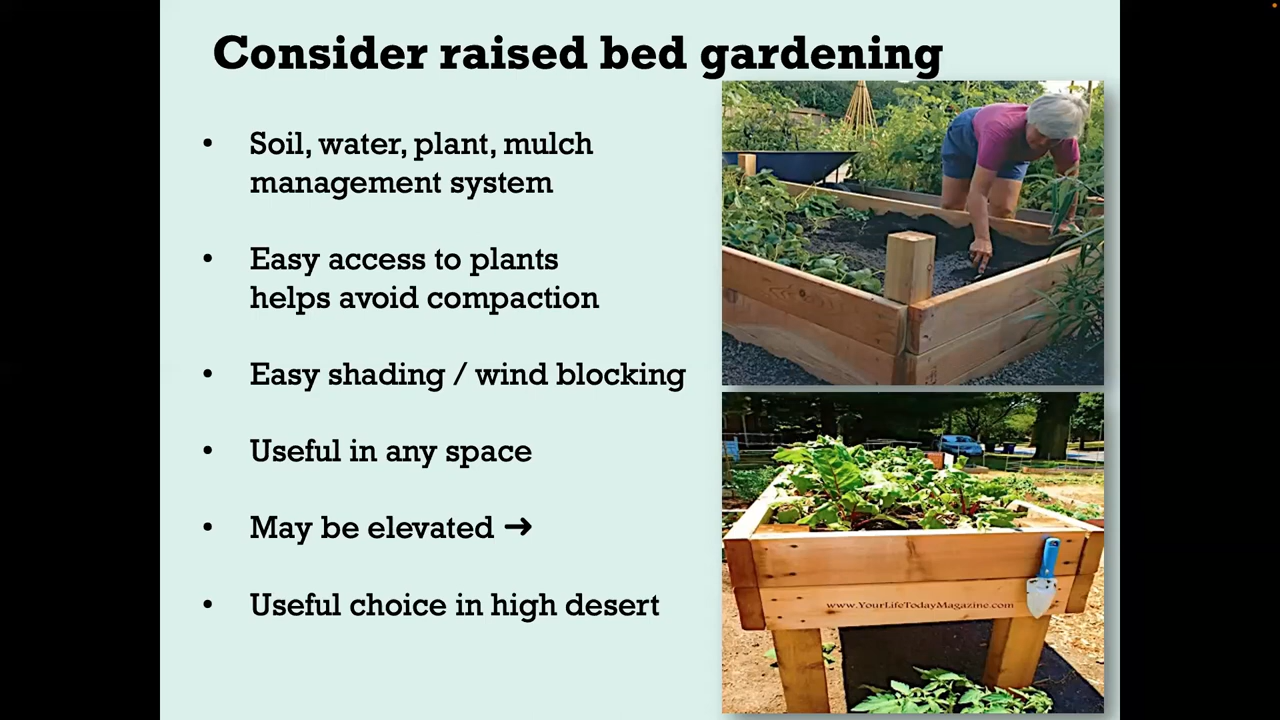 Consider raised bed gardening
• Soil, water, plant, mulch
management system
• Easy access to plants
helps avoid compaction
• Easy shading / wind blocking
• Useful in any space
• May be elevated ➜
• Useful choice in high desert
www.YourLifeTodayMagazine.com